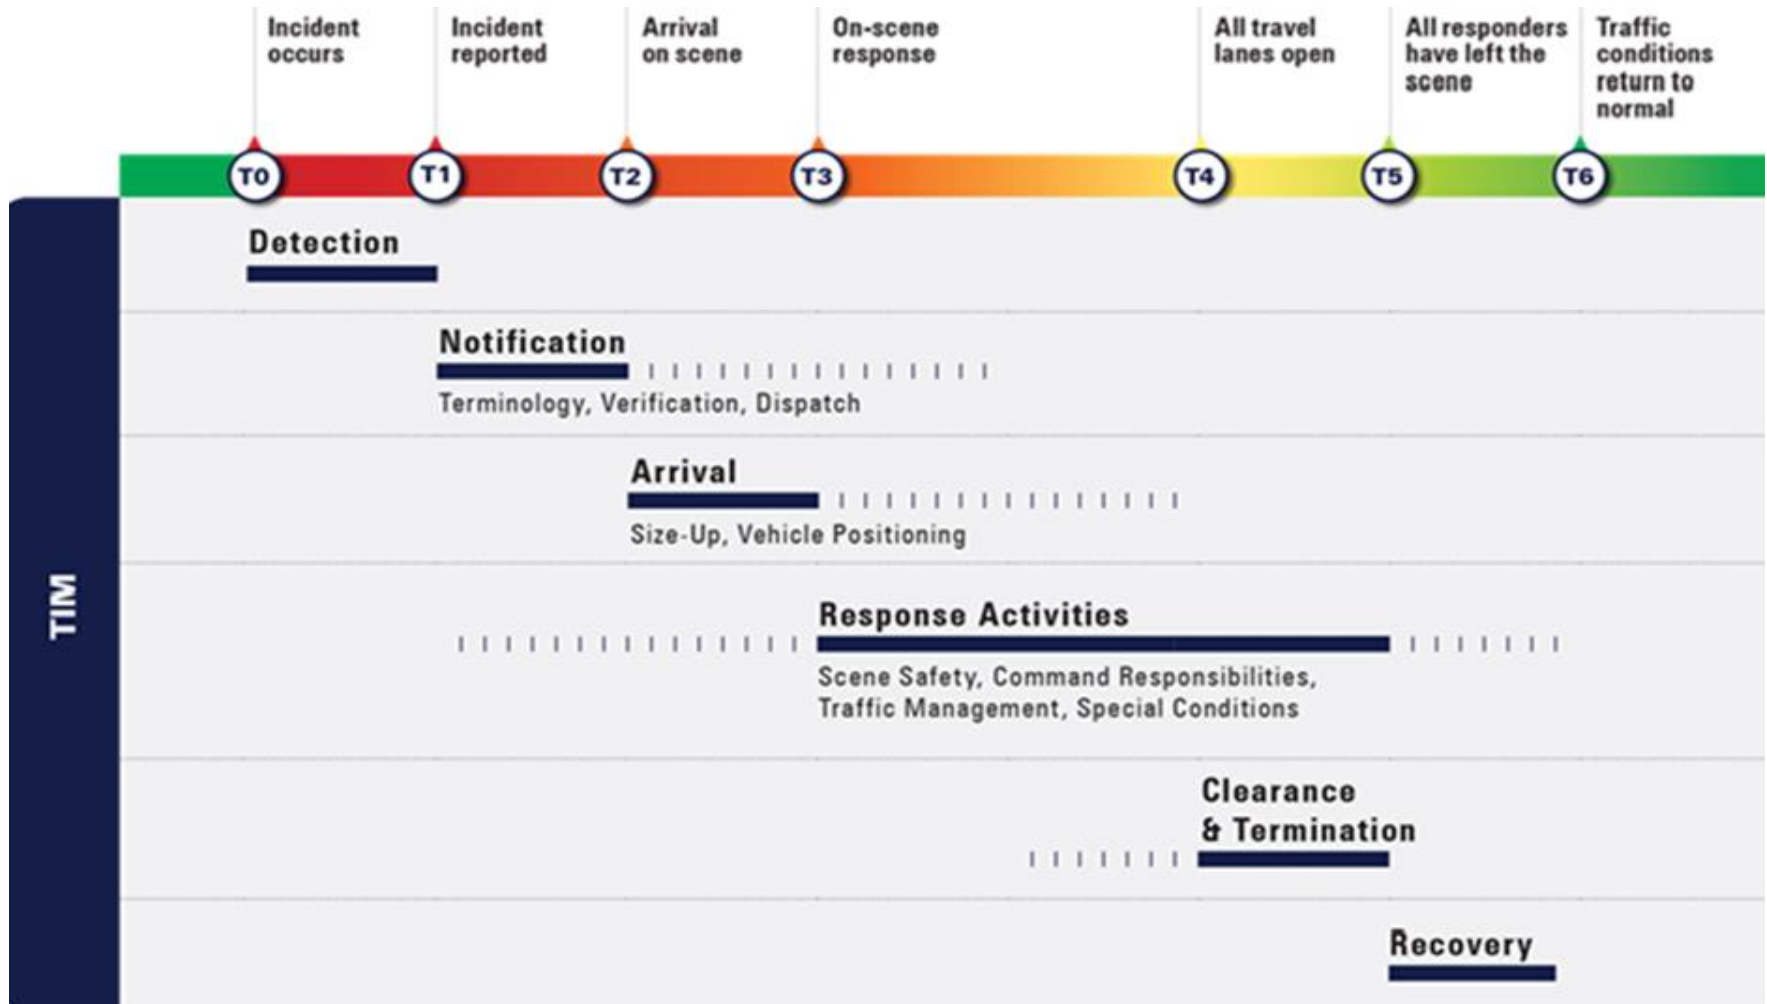 Incident
occurs
Incident
reported
Arrival
on scene
On-scene
response
All travel
lanes open
All responders
have left the
scene
Traffic
conditions
return to
normal
T0
T1
T2
T3
T4
T5
T6
TIM
Detection
Notification
Terminology, Verification, Dispatch
Arrival
Size-Up, Vehicle Positioning
Response Activities
Scene Safety, Command Responsibilities,
Traffic Management, Special Conditions
Clearance
& Termination
Recovery